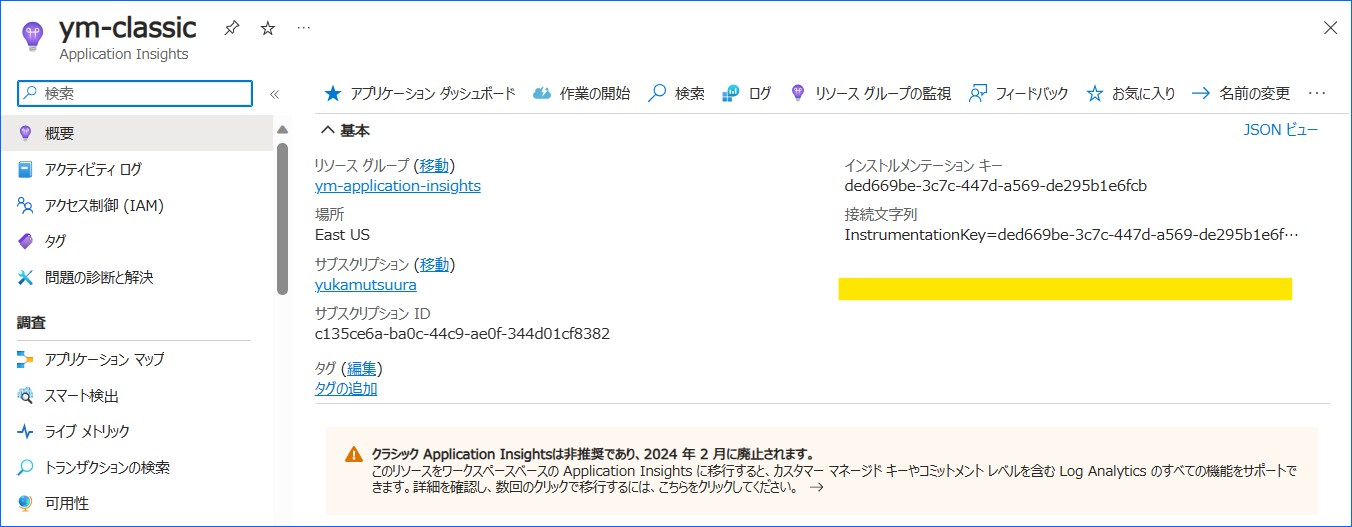 ym-classic
Application Insights
検索
アプリケーション ダッシュボード 作業の開始 検索 ログ リソース グループの監視 フィードバック お気に入り 名前の変更
概要
アクティビティ ログ
アクセス制御 (IAM)
タグ
問題の診断と解決
調査
アプリケーション マップ
スマート検出
ライブ メトリック
トランザクションの検索
可用性
基本
JSON ビュー
リソース グループ (移動)
ym-application-insights
場所
East US
サブスクリプション (移動)
yukamutsuura
サブスクリプション ID
c135ce6a-ba0c-44c9-ae0f-344d01cf8382
タグ (編集)
タグの追加
インストルメンテーション キー
ded669be-3c7c-447d-a569-de295b1e6fcb
接続文字列
InstrumentationKey=ded669be-3c7c-447d-a569-de295b1e6f…
クラシック Application Insightsは非推奨であり、2024 年 2 月に廃止されます。
このリソースをワークスペースベースの Application Insights に移行すると、カスタマー マネージド キーやコミットメント レベルを含む Log Analytics のすべての機能をサポートで
きます。詳細を確認し、数回のクリックで移行するには、こちらをクリックしてください。 →